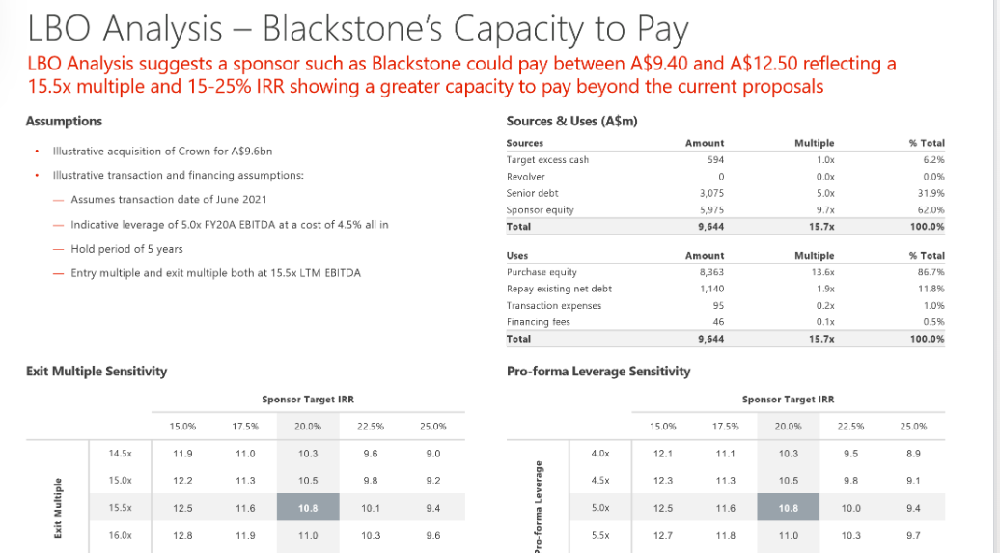 LBO Analysis – Blackstone's Capacity to Pay
LBO Analysis suggests a sponsor such as Blackstone could pay between A$9.40 and A$12.50 reflecting a
15.5x multiple and 15-25% IRR showing a greater capacity to pay beyond the current proposals
Assumptions
• Illustrative acquisition of Crown for A$9.6bn
• Illustrative transaction and financing assumptions:
— Assumes transaction date of June 2021
— Indicative leverage of 5.0x FY20A EBITDA at a cost of 4.5% all in
— Hold period of 5 years
— Entry multiple and exit multiple both at 15.5x LTM EBITDA
Sources & Uses (A$m)
Sources Amount Multiple % Total
Target excess cash 594 1.0x 6.2%
Revolver 0 0.0x 0.0%
Senior debt 3,075 5.0x 31.9%
Sponsor equity 5,975 9.7x 62.0%
Total 9,644 15.7x 100.0%
Uses Amount Multiple % Total
Purchase equity 8,363 13.6x 86.7%
Repay existing net debt 1,140 1.9x 11.8%
Transaction expenses 95 0.2x 1.0%
Financing fees 46 0.1x 0.5%
Total 9,644 15.7x 100.0%
Exit Multiple Sensitivity
Sponsor Target IRR
15.0% 17.5% 20.0% 22.5% 25.0%
Exit Multiple
14.5x 11.9 11.0 10.3 9.6 9.0
15.0x 12.2 11.3 10.5 9.8 9.2
15.5x 12.5 11.6 10.8 10.1 9.4
16.0x 12.8 11.9 11.0 10.3 9.6
Pro-forma Leverage Sensitivity
Sponsor Target IRR
15.0% 17.5% 20.0% 22.5% 25.0%
Pro-forma Leverage
4.0x 12.1 11.1 10.3 9.5 8.9
4.5x 12.3 11.3 10.5 9.8 9.1
5.0x 12.5 11.6 10.8 10.0 9.4
5.5x 12.7 11.8 11.0 10.3 9.7